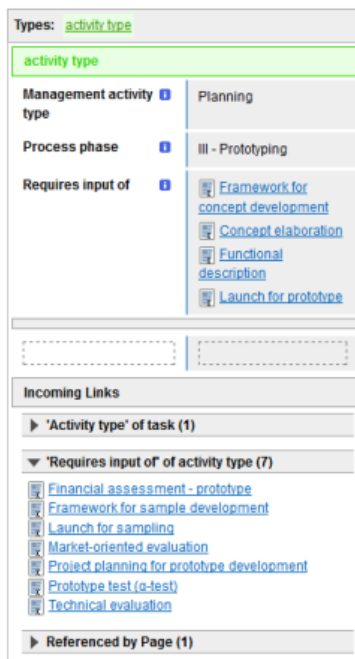 Types: activity type
activity type
Management activity
type
Planning
Process phase
III - Prototyping
Requires input of
Framework for
concept development
Concept elaboration
Functional
description
Launch for prototype
Incoming Links
'Activity type' of task (1)
'Requires input of' of activity type (7)
Financial assessment - prototype
Framework for sample development
Launch for sampling
Market-oriented evaluation
Project planning for prototype development
Prototype test (α-test)
Technical evaluation
Referenced by Page (1)